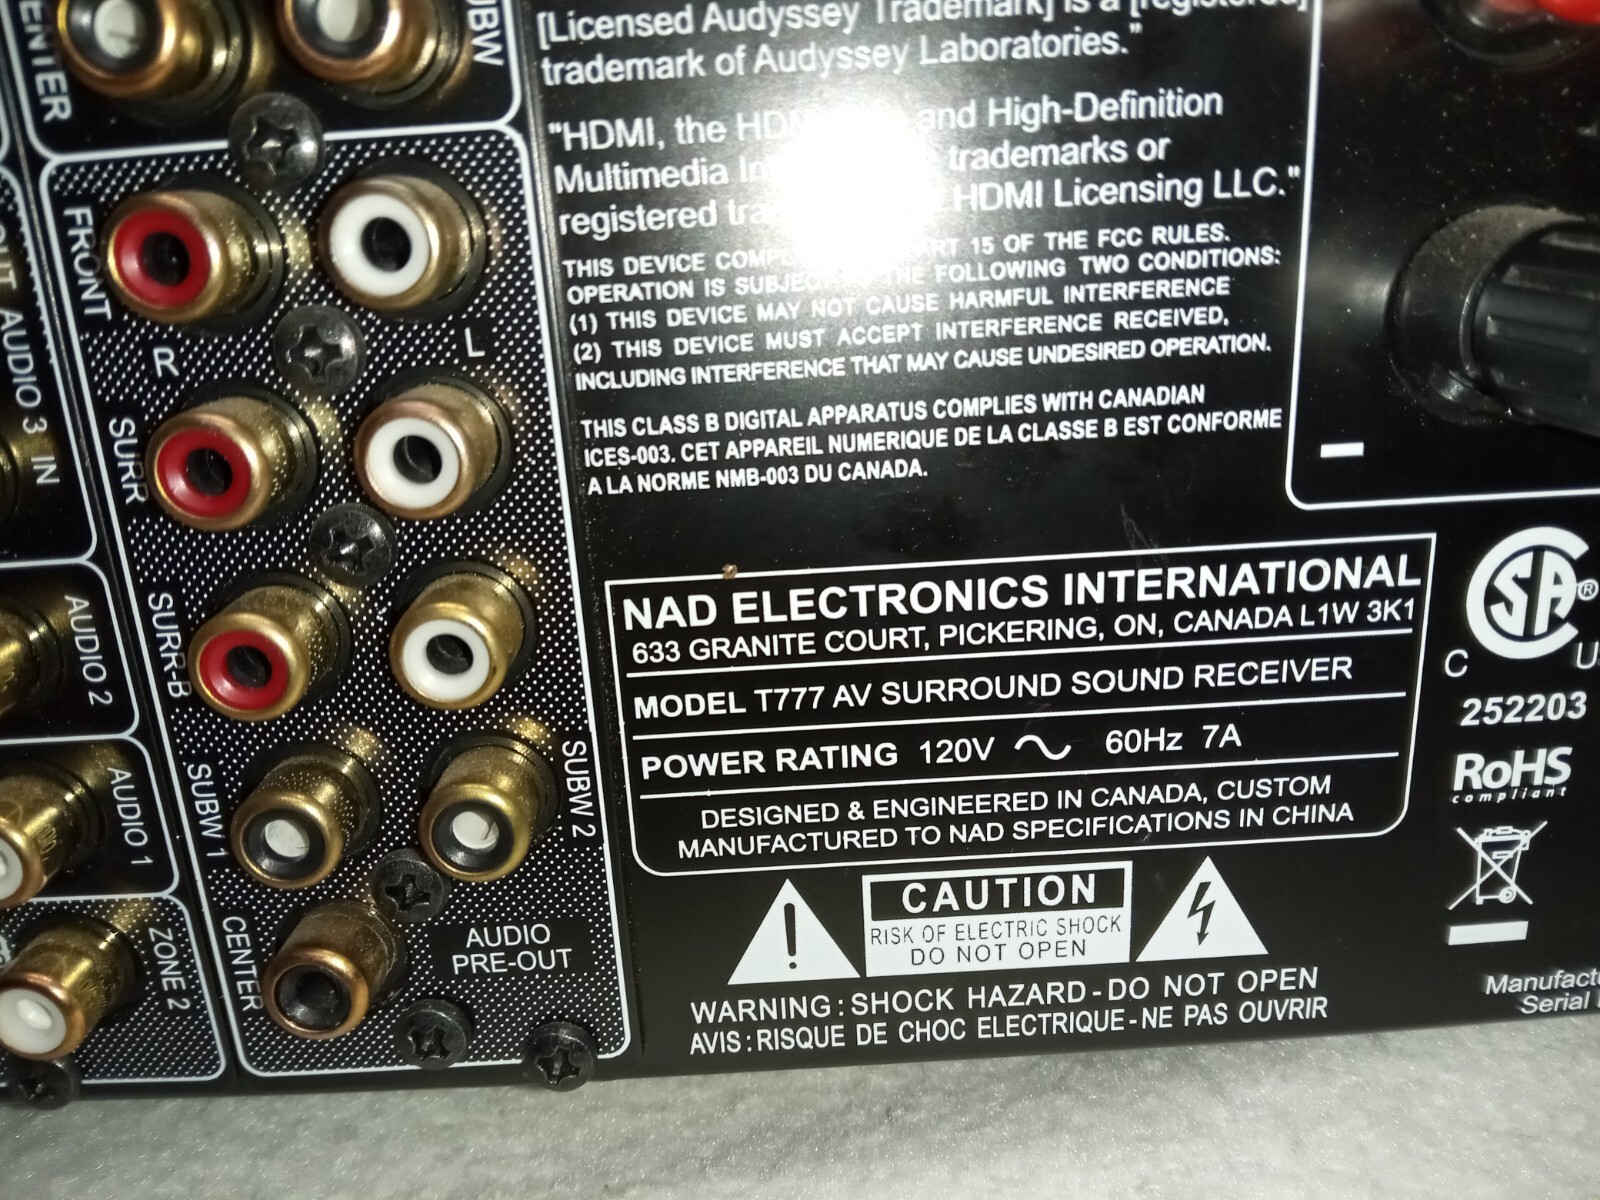 [Licensed Audyssey Trademark] is a [registered]
trademark of Audyssey Laboratories."
"HDMI, the and High-Definition
Multimedia trademarks or
registered HDMI Licensing LLC."
THIS DEVICE 15 OF THE FCC RULES.
OPERATION IS THE FOLLOWING TWO CONDITIONS:
(1) THIS DEVICE MAY NOT CAUSE HARMFUL INTERFERENCE
(2) THIS DEVICE MUST ACCEPT INTERFERENCE RECEIVED,
INCLUDING INTERFERENCE THAT MAY CAUSE UNDESIRED OPERATION.
THIS CLASS B DIGITAL APPARATUS COMPLIES WITH CANADIAN
ICES-003. CET APPAREIL NUMERIQUE DE LA CLASSE B EST CONFORME
A LA NORME NMB-003 DU CANADA.
NAD ELECTRONICS INTERNATIONAL
633 GRANITE COURT, PICKERING, ON, CANADA L1W 3K1
MODEL T777 AV SURROUND SOUND RECEIVER
POWER RATING 120V 60Hz 7A
DESIGNED & ENGINEERED IN CANADA, CUSTOM
MANUFACTURED TO NAD SPECIFICATIONS IN CHINA
CAUTION
RISK OF ELECTRIC SHOCK
DO NOT OPEN
WARNING : SHOCK HAZARD - DO NOT OPEN
AVIS : RISQUE DE CHOC ELECTRIQUE - NE PAS OUVRIR
CSA®
C
252203
RoHS
compliant
Serial
FRONT
R
L
SURR
SURR-B
SUBW 1
SUBW 2
CENTER
AUDIO
PRE-OUT
AUDIO 3 IN
AUDIO 2
AUDIO 1
ZONE 2